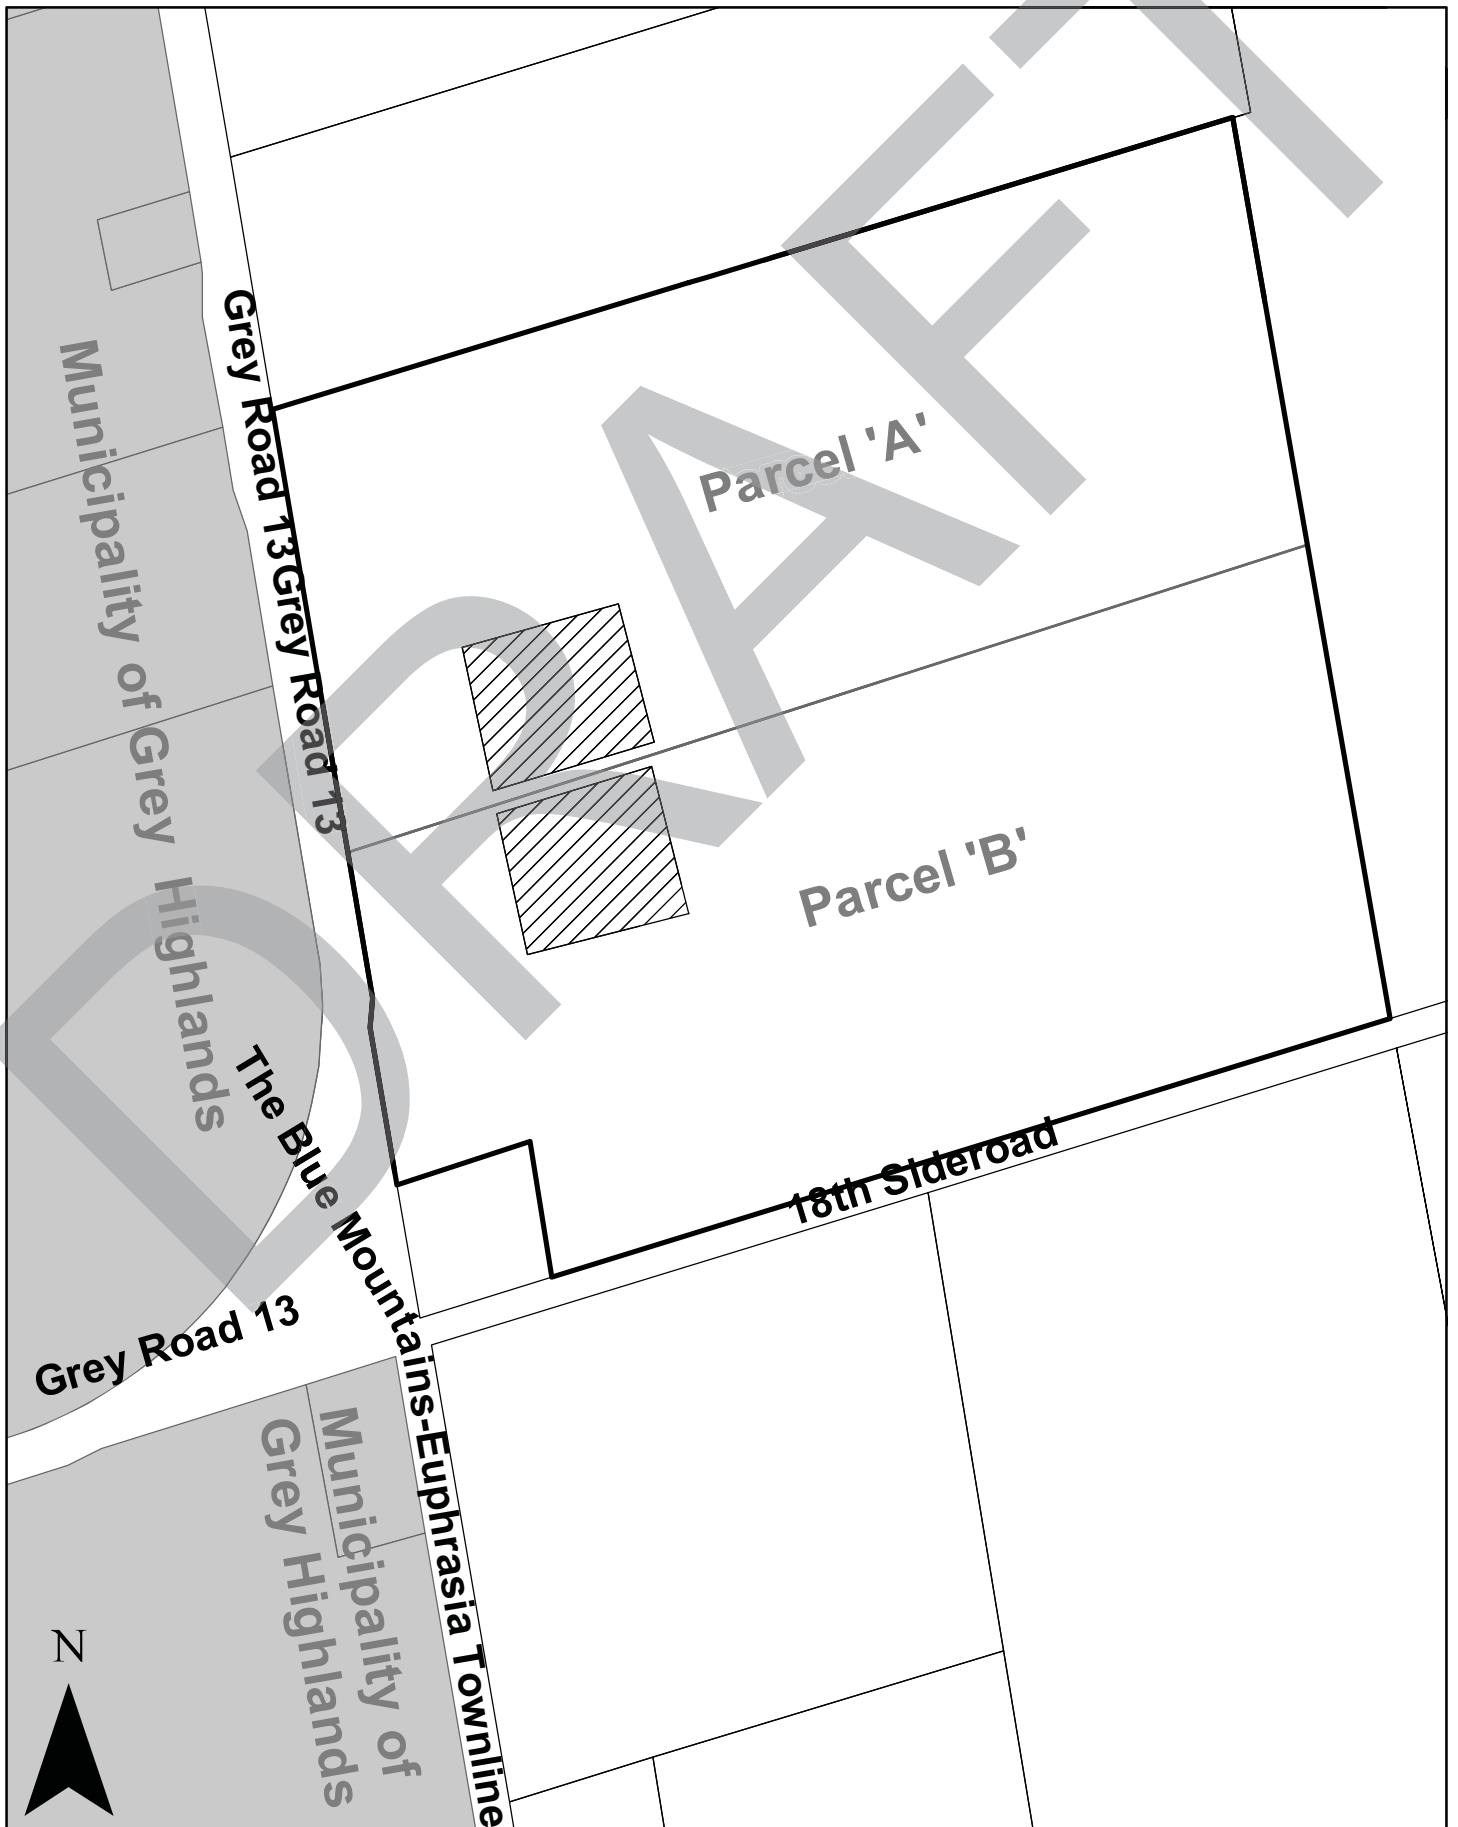 DRAFT
Grey Road 13
Grey Road 13
Municipality of Grey Highlands
Parcel 'A'
Parcel 'B'
The Blue Mountains-Euphrasia Townline
18th SIderoad
Grey Road 13
Municipality of
Grey Highlands
N